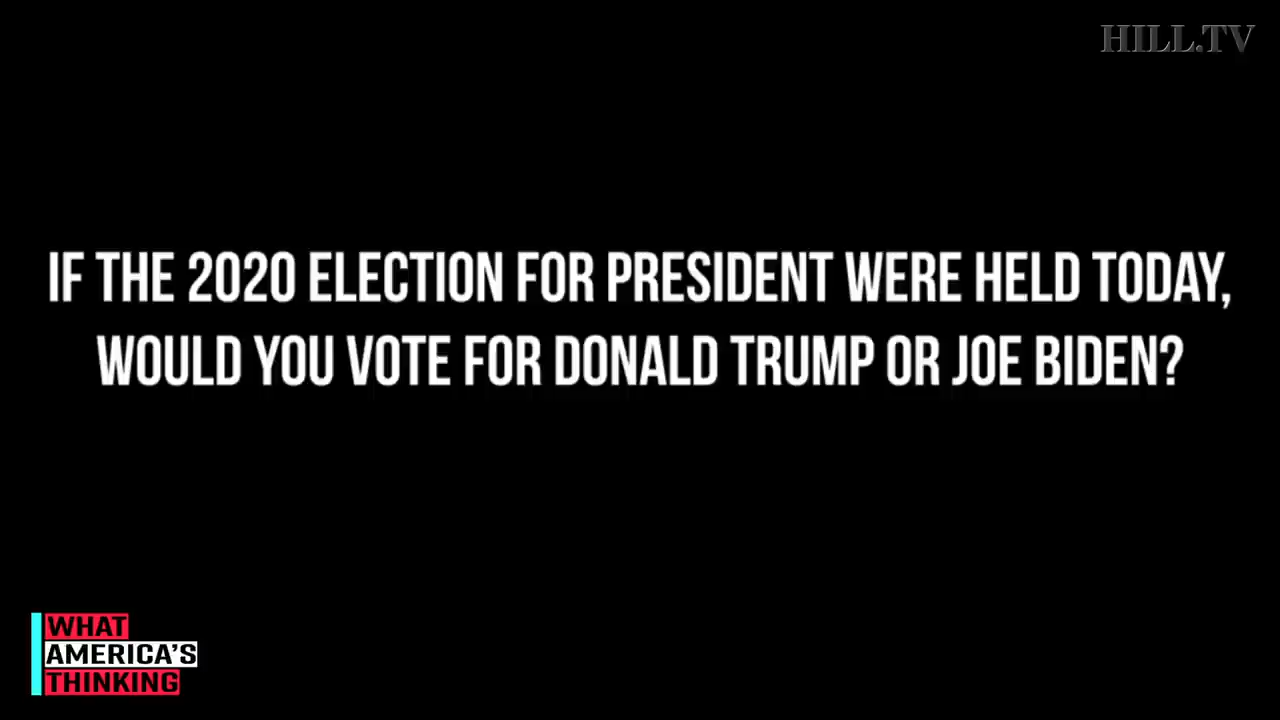 HILL.TV
IF THE 2020 ELECTION FOR PRESIDENT WERE HELD TODAY,
WOULD YOU VOTE FOR DONALD TRUMP OR JOE BIDEN?
WHAT
AMERICA'S
THINKING